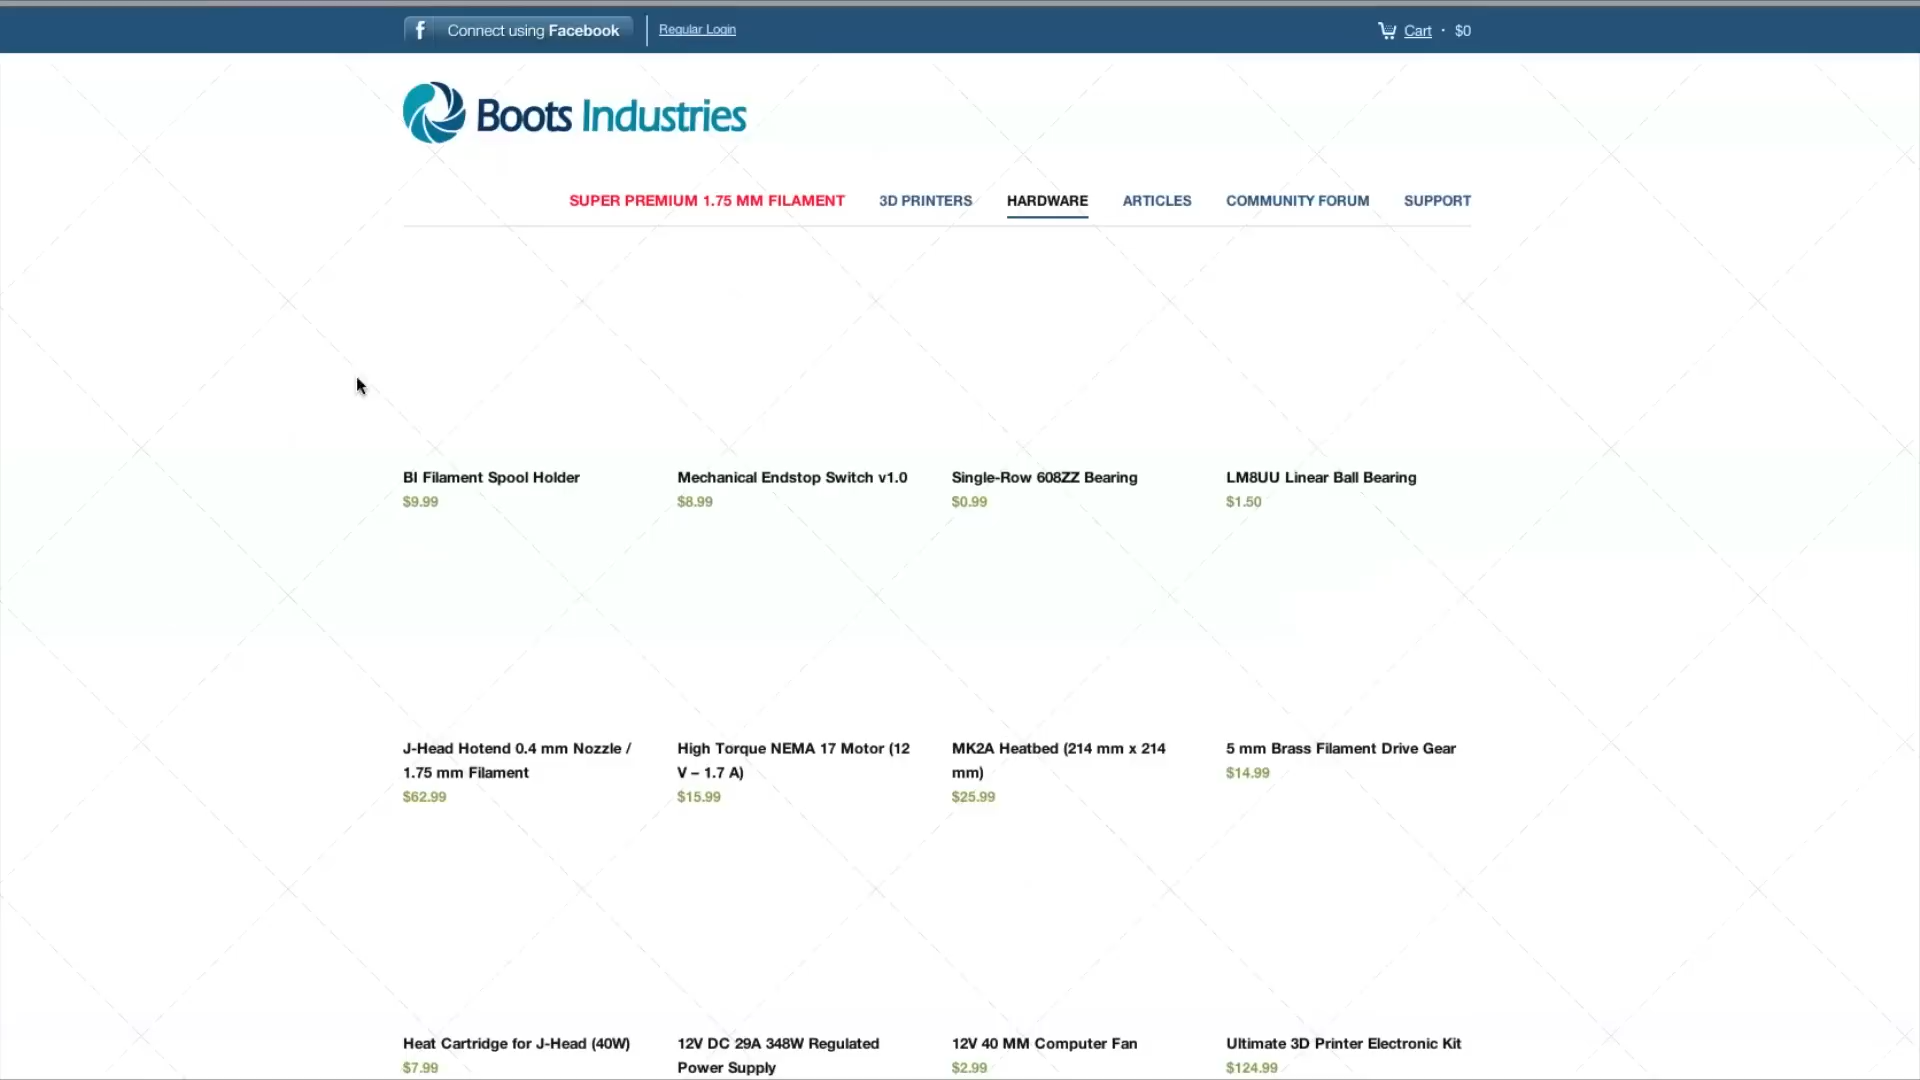 f Connect using Facebook Regular Login Cart · $0
Boots Industries
SUPER PREMIUM 1.75 MM FILAMENT 3D PRINTERS HARDWARE ARTICLES COMMUNITY FORUM SUPPORT
BI Filament Spool Holder Mechanical Endstop Switch v1.0 Single-Row 608ZZ Bearing LM8UU Linear Ball Bearing
$9.99 $8.99 $0.99 $1.50
J-Head Hotend 0.4 mm Nozzle / High Torque NEMA 17 Motor (12 MK2A Heatbed (214 mm x 214 5 mm Brass Filament Drive Gear
1.75 mm Filament V – 1.7 A) mm) $14.99
$62.99 $15.99 $25.99
Heat Cartridge for J-Head (40W) 12V DC 29A 348W Regulated 12V 40 MM Computer Fan Ultimate 3D Printer Electronic Kit
$7.99 Power Supply $2.99 $124.99